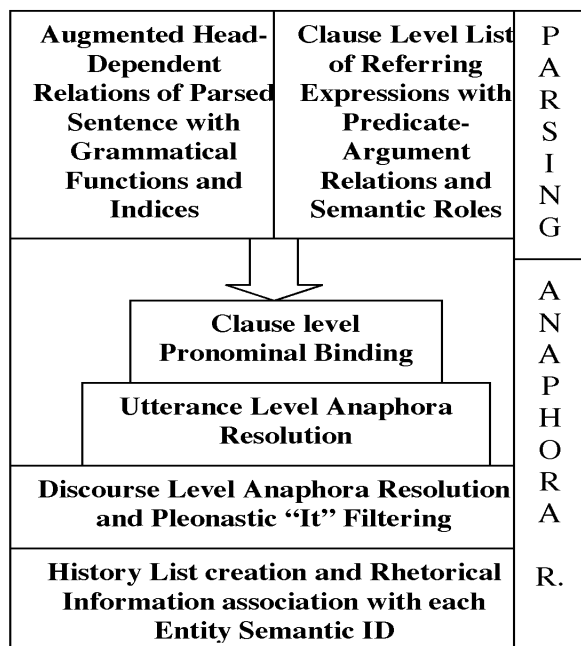 Augmented Head-
Dependent
Relations of Parsed
Sentence with
Grammatical
Functions and
Indices
Clause Level List
of Referring
Expressions with
Predicate-
Argument
Relations and
Semantic Roles
P
A
R
S
I
N
G
Clause level
Pronominal Binding
Utterance Level Anaphora
Resolution
Discourse Level Anaphora Resolution
and Pleonastic “It” Filtering
History List creation and Rhetorical
Information association with each
Entity Semantic ID
A
N
A
P
H
O
R
A
R.